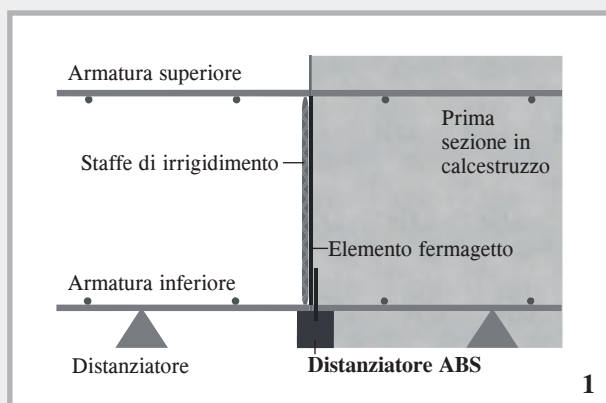 Armatura superiore
Prima
sezione in
calcestruzzo
Staffe di irrigidimento
Elemento fermagetto
Armatura inferiore
Distanziatore
Distanziatore ABS
1